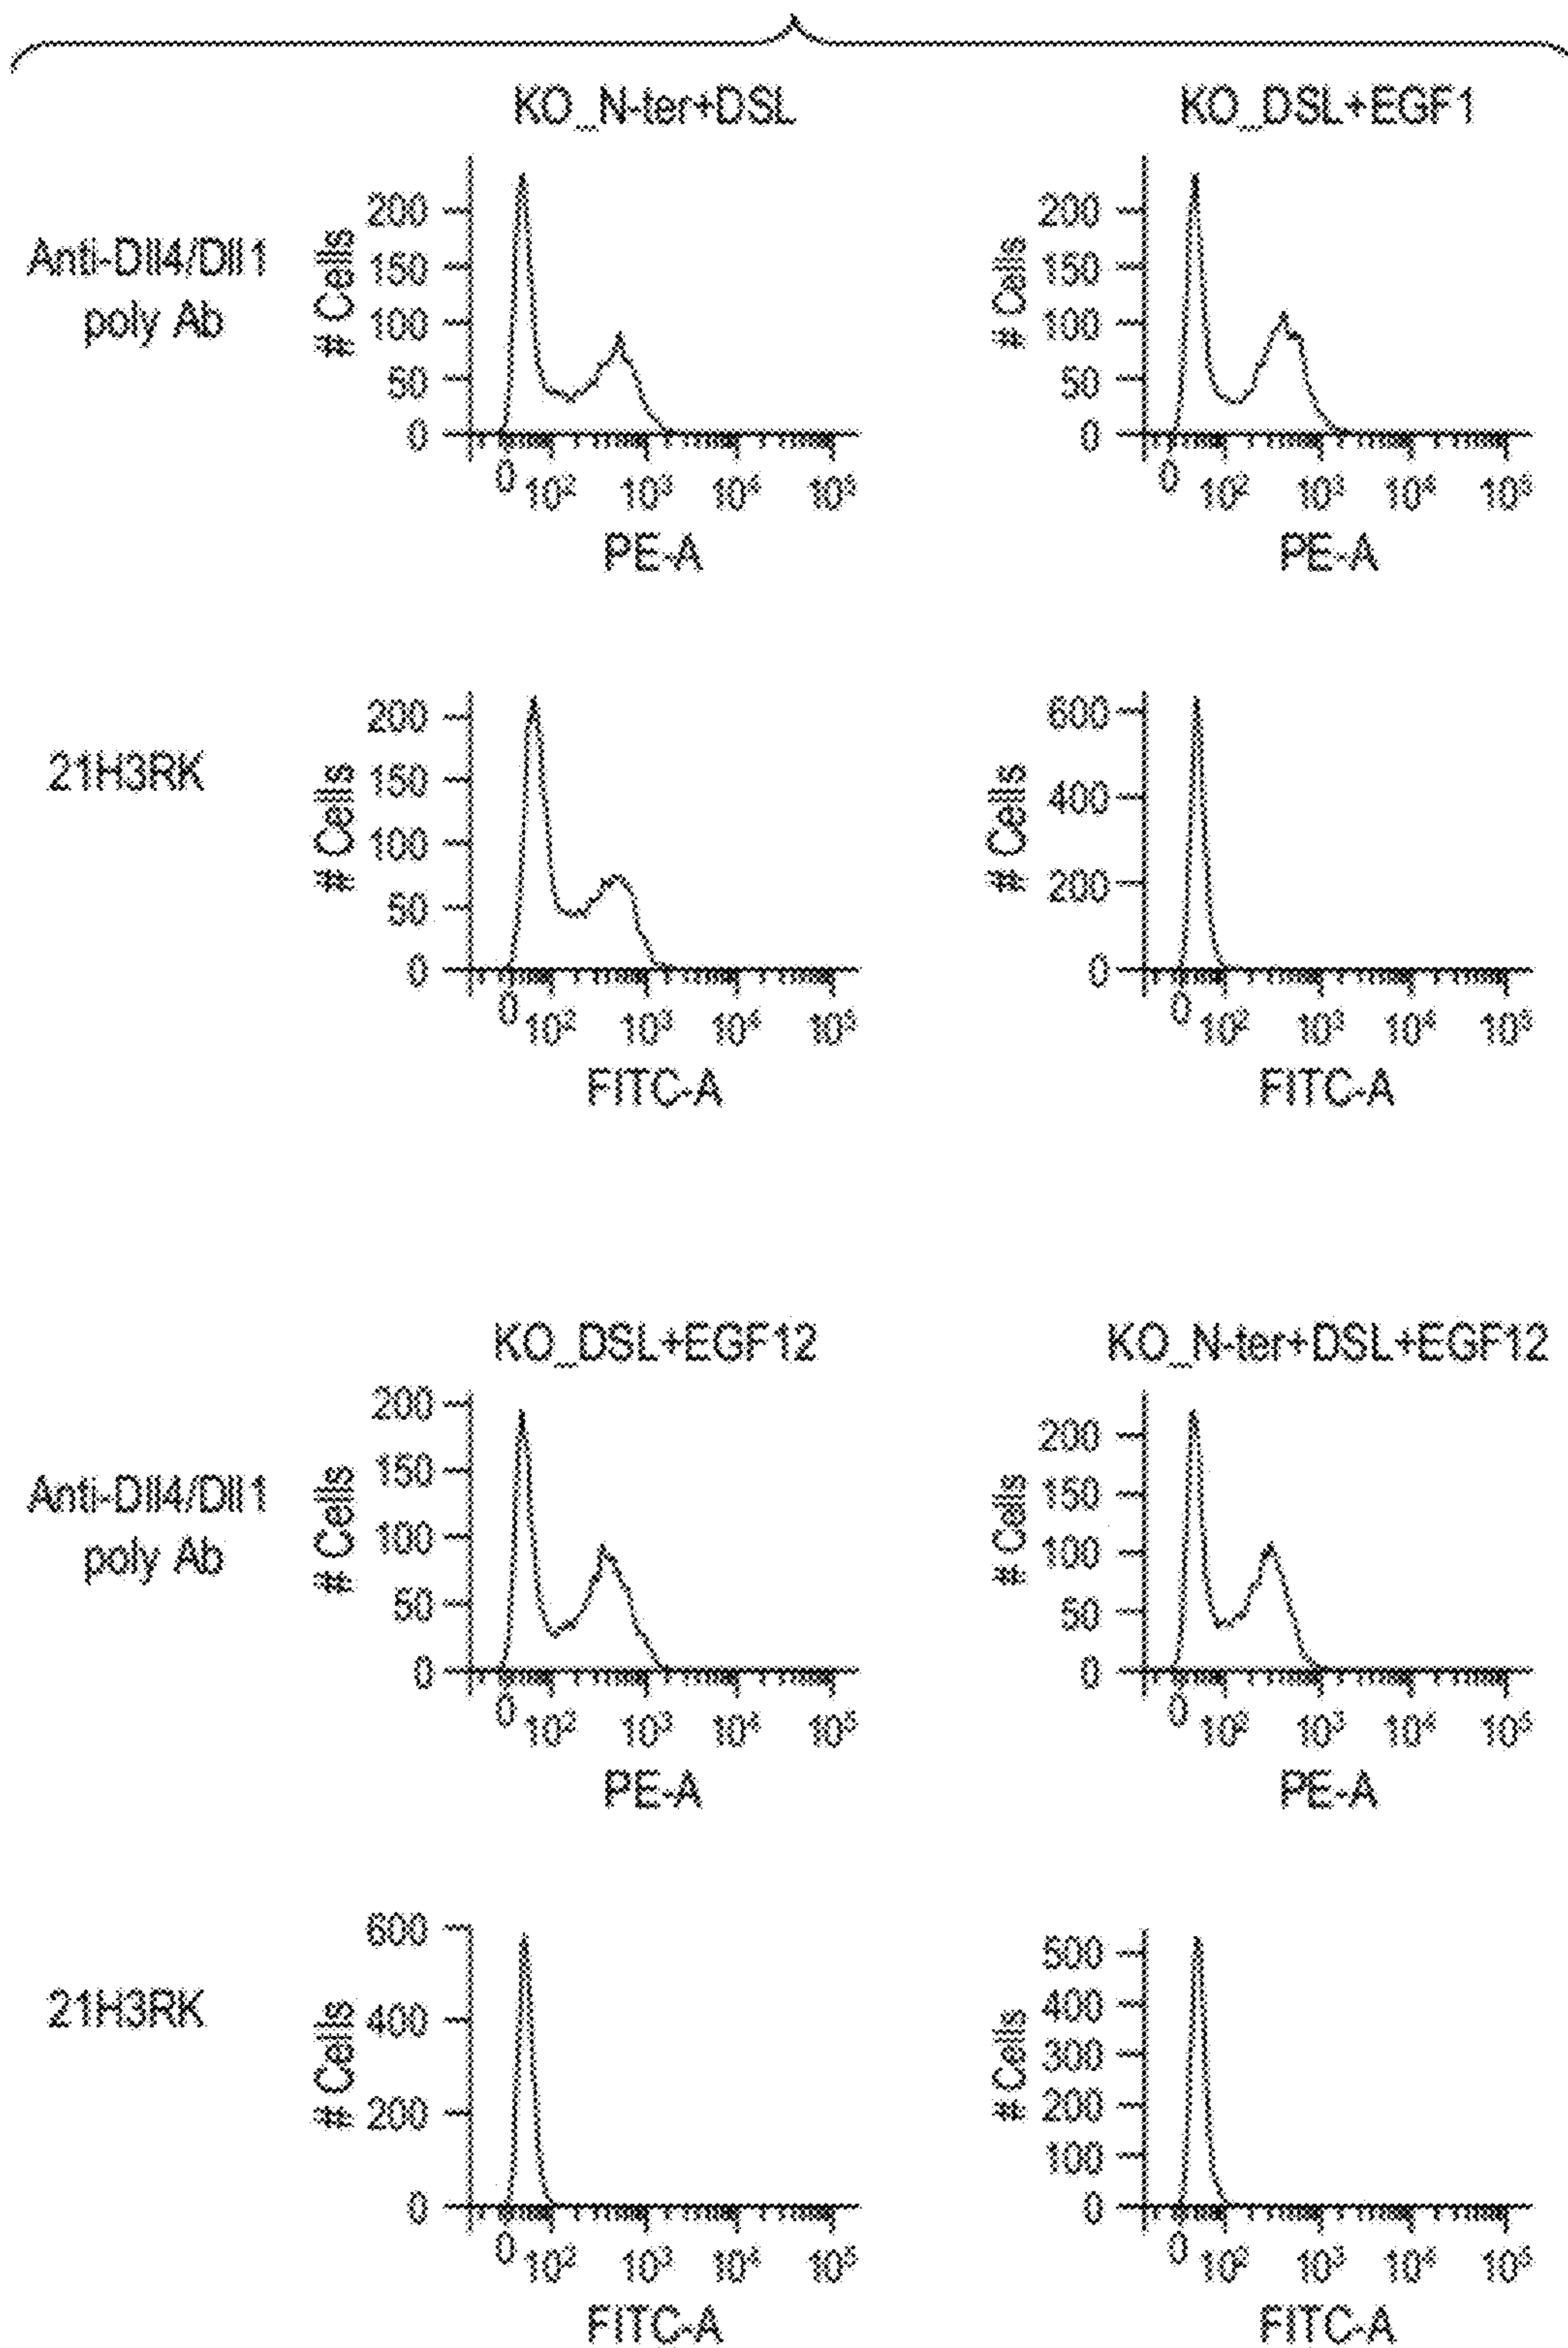 KO_N-ter+DSL
KO_DSL+EGF1
Anti-Dll4/Dll1
poly Ab
# Cells
200
150
100
50
0
0 10² 10³ 10⁴ 10⁵
PE-A
# Cells
200
150
100
50
0
0 10² 10³ 10⁴ 10⁵
PE-A
21H3RK
# Cells
200
150
100
50
0
0 10² 10³ 10⁴ 10⁵
FITC-A
# Cells
600
400
200
0
0 10² 10³ 10⁴ 10⁵
FITC-A
KO_DSL+EGF12
KO_N-ter+DSL+EGF12
Anti-Dll4/Dll1
poly Ab
# Cells
200
150
100
50
0
0 10² 10³ 10⁴ 10⁵
PE-A
# Cells
200
150
100
50
0
0 10² 10³ 10⁴ 10⁵
PE-A
21H3RK
# Cells
600
400
200
0
0 10² 10³ 10⁴ 10⁵
FITC-A
# Cells
500
400
300
200
100
0
0 10² 10³ 10⁴ 10⁵
FITC-A